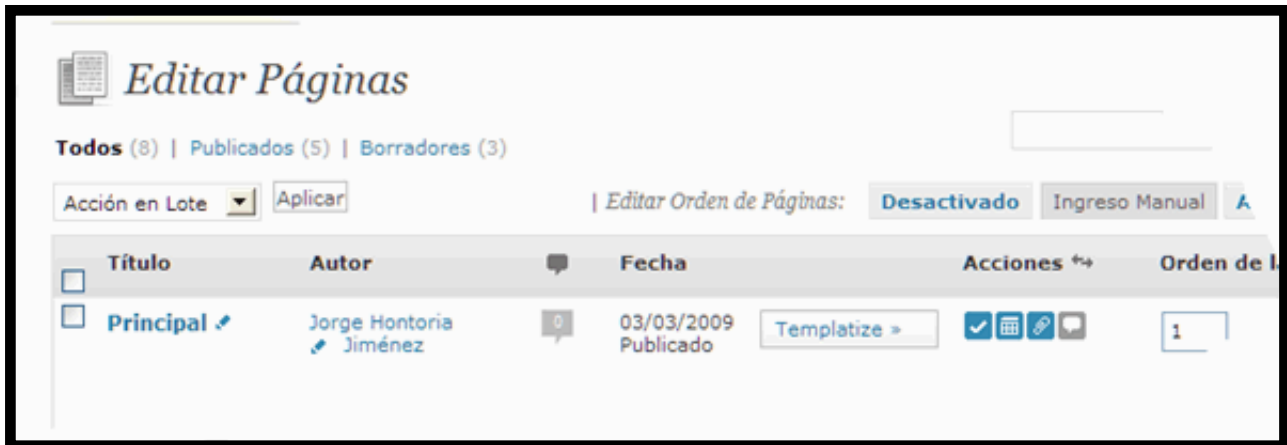 Editar Páginas
Todos (8) | Publicados (5) | Borradores (3)
Acción en Lote Aplicar | Editar Orden de Páginas: Desactivado Ingreso Manual A
Título Autor Fecha Acciones Orden de
Principal Jorge Hontoria 0 03/03/2009 Templatize » 1
Jiménez Publicado